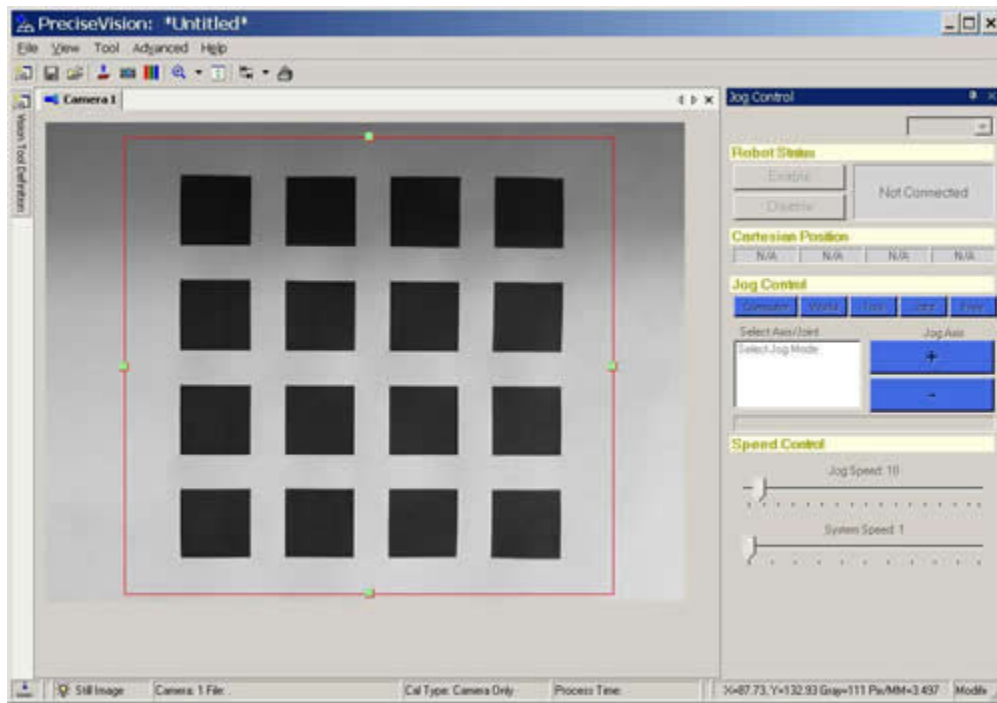 PreciseVision: *Untitled*
File View Tool Advanced Help
Camera 1
Vision Tool Definition
Jog Control
Robot Status
Enable
Not Connected
Disable
Cartesian Position
N/A N/A N/A N/A
Jog Control
Computer World Tool Joint Free
Select Axis/Joint Jog Axis
Select Jog Mode
+
-
Speed Control
Jog Speed: 10
System Speed: 1
Still Image Camera: 1 File: Cal Type: Camera Only Process Time: X=87.73, Y=132.93 Gray=111 Pix/MM=3.497 Modifi